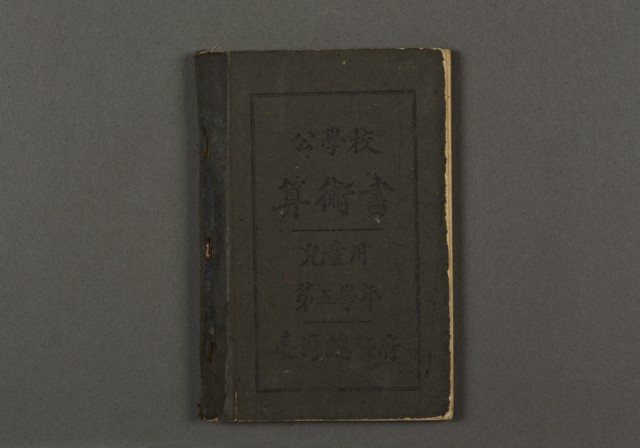 公學校
算術書
兒童用
第五學年
臺灣總督府